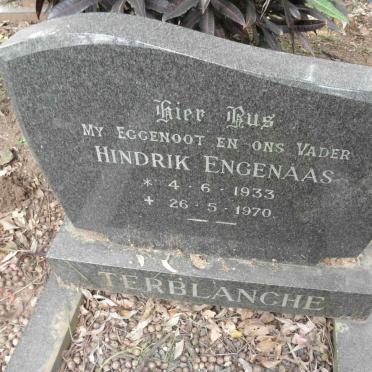 Hier Rus
MY EGGENOOT EN ONS VADER
HINDRIK ENGENAAS
* 4 - 6 - 1933
+ 26 - 5 - 1970
TERBLANCHE